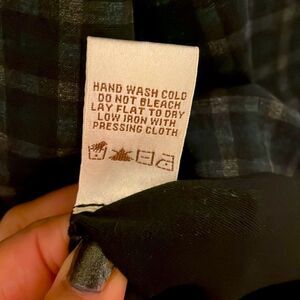 HAND WASH COLD
DO NOT BLEACH
LAY FLAT TO DRY
LOW IRON WITH
PRESSING CLOTH